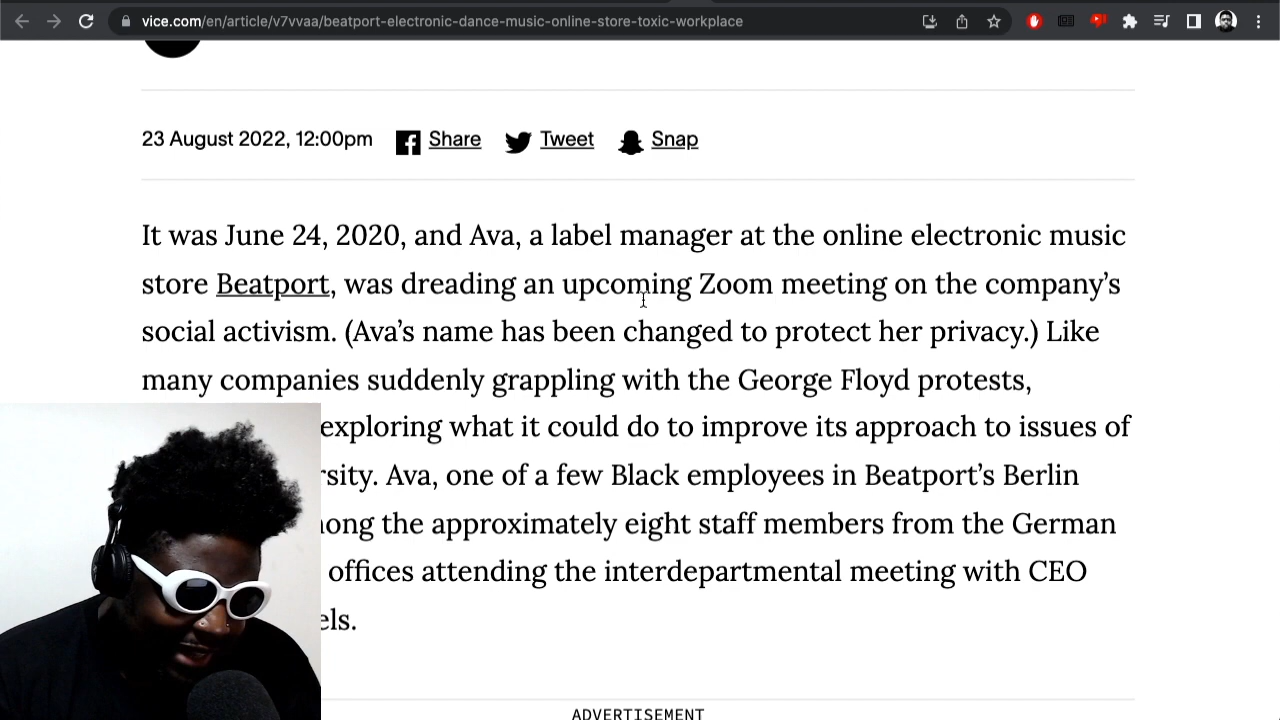 vice.com/en/article/v7vvaa/beatport-electronic-dance-music-online-store-toxic-workplace
23 August 2022, 12:00pm Share Tweet Snap
It was June 24, 2020, and Ava, a label manager at the online electronic music
store Beatport, was dreading an upcoming Zoom meeting on the company’s
social activism. (Ava’s name has been changed to protect her privacy.) Like
many companies suddenly grappling with the George Floyd protests,
exploring what it could do to improve its approach to issues of
rsity. Ava, one of a few Black employees in Beatport’s Berlin
ong the approximately eight staff members from the German
offices attending the interdepartmental meeting with CEO
els.
ADVERTISEMENT